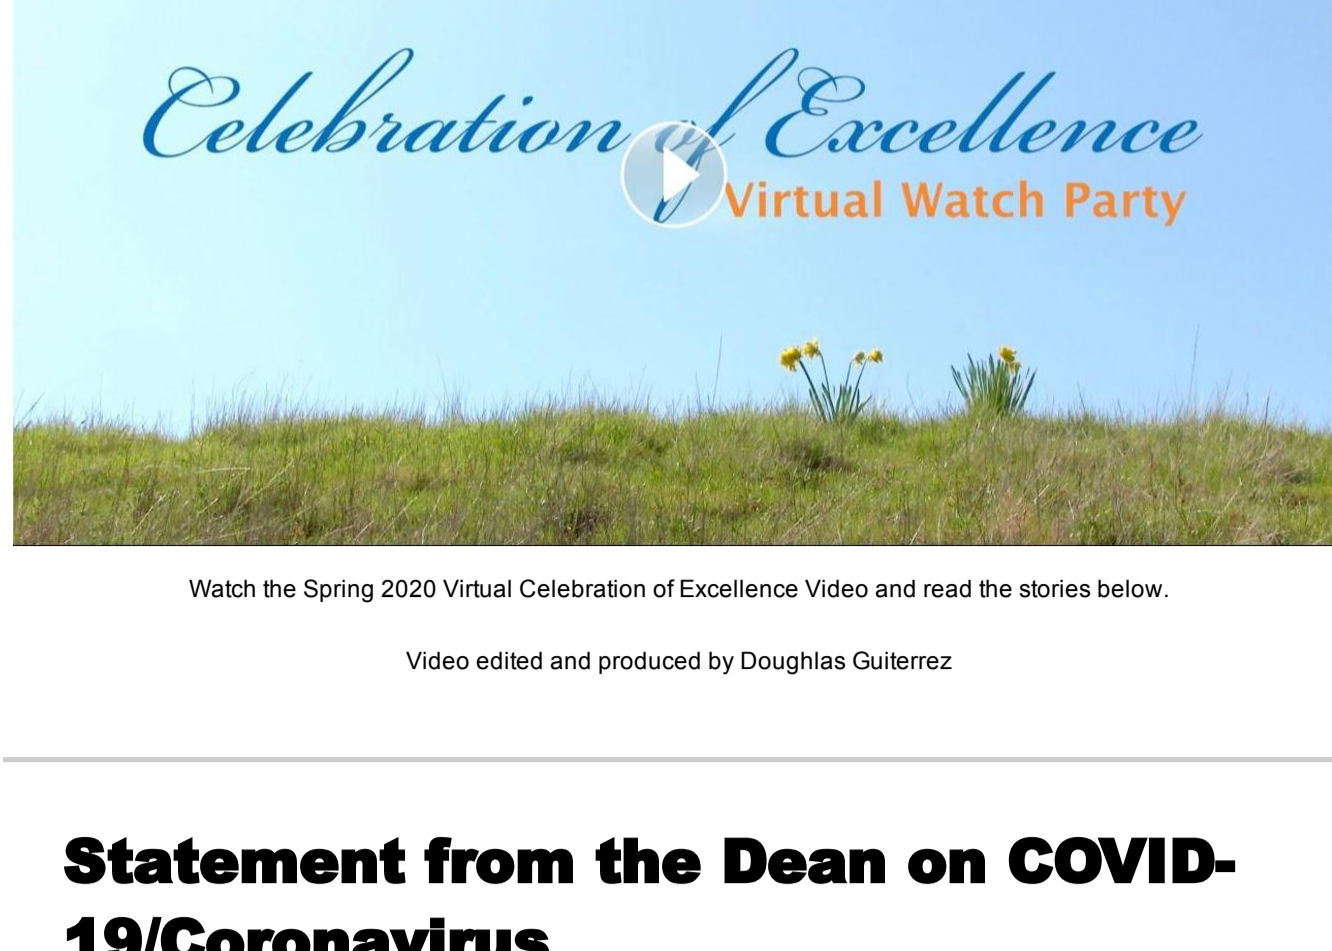 Celebration of Excellence
Virtual Watch Party
Watch the Spring 2020 Virtual Celebration of Excellence Video and read the stories below.
Video edited and produced by Doughlas Guiterrez
Statement from the Dean on COVID-
19/Coronavirus